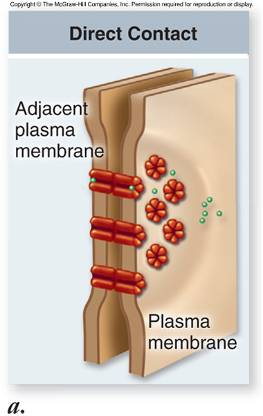 Copyright © The McGraw-Hill Companies, Inc. Permission required for reproduction or display.
Direct Contact
Adjacent
plasma
membrane
Plasma
membrane
a.